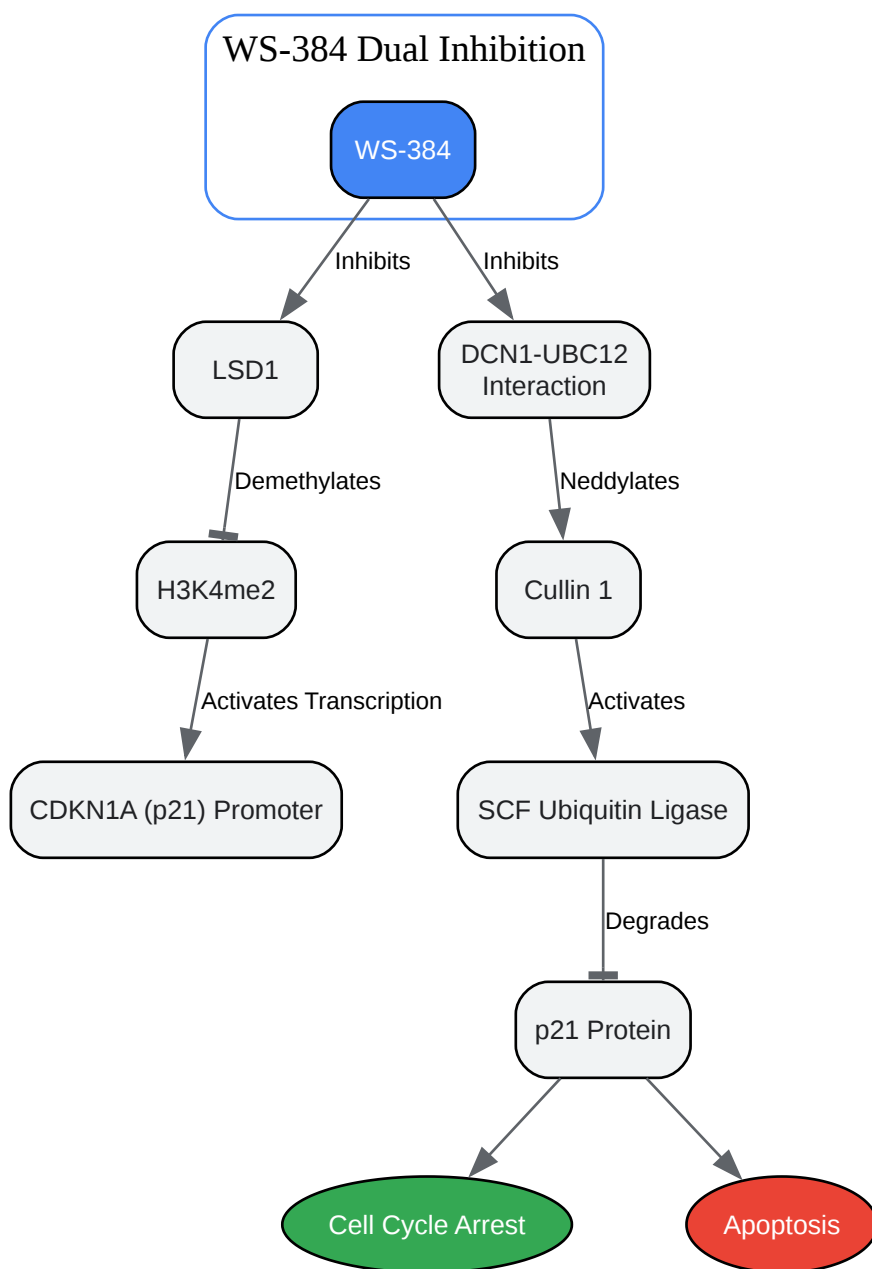 WS-384 Dual Inhibition
WS-384
Inhibits
Inhibits
LSD1
DCN1-UBC12
Interaction
Demethylates
Neddylates
H3K4me2
Cullin 1
Activates Transcription
Activates
CDKN1A (p21) Promoter
SCF Ubiquitin Ligase
Degrades
p21 Protein
Cell Cycle Arrest
Apoptosis